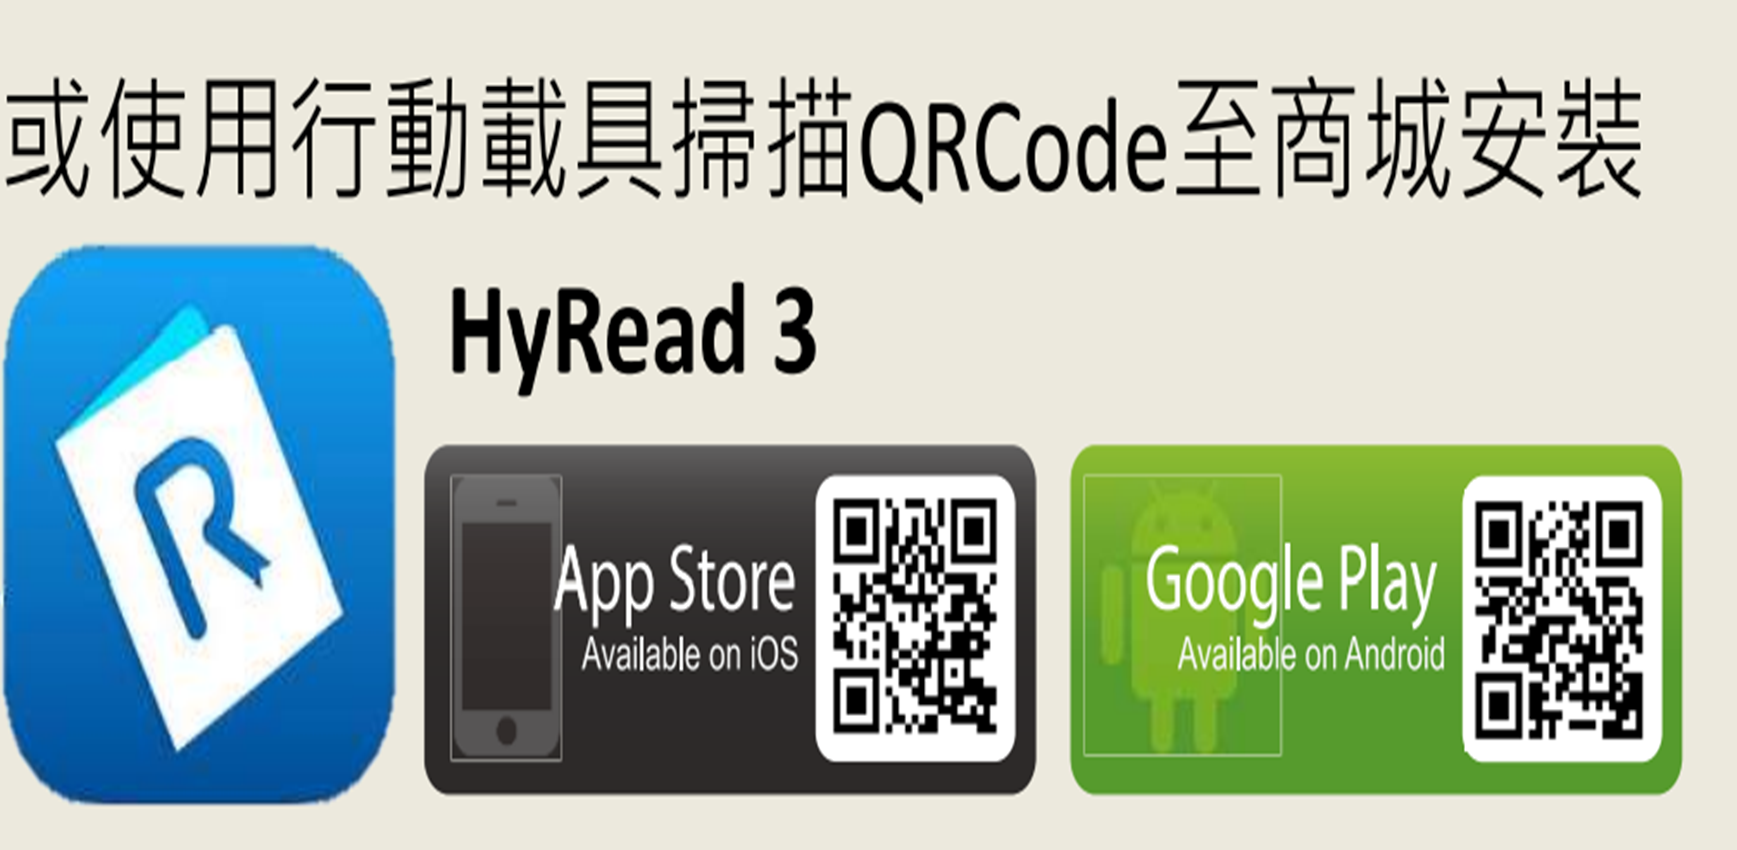 或使用行動載具掃描QRCode至商城安裝
HyRead 3
R
App Store
Available on iOS
Google Play
Available on Android